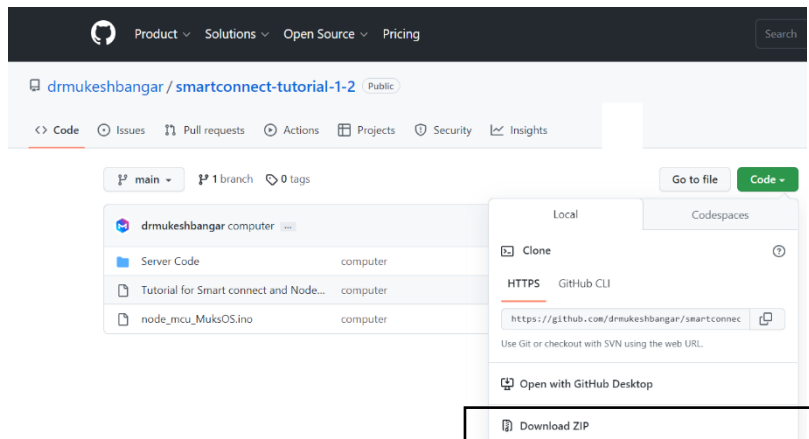 Product Solutions Open Source Pricing Search
drmukeshbangar / smartconnect-tutorial-1-2 Public
<> Code Issues Pull requests Actions Projects Security Insights
main 1 branch 0 tags Go to file Code
Local Codespaces
drmukeshbangar computer ...
Clone
Server Code computer
HTTPS GitHub CLI
Tutorial for Smart connect and Node... computer
https://github.com/drmukeshbangar/smartconnec
node_mcu_MuksOS.ino computer
Use Git or checkout with SVN using the web URL.
Open with GitHub Desktop
Download ZIP